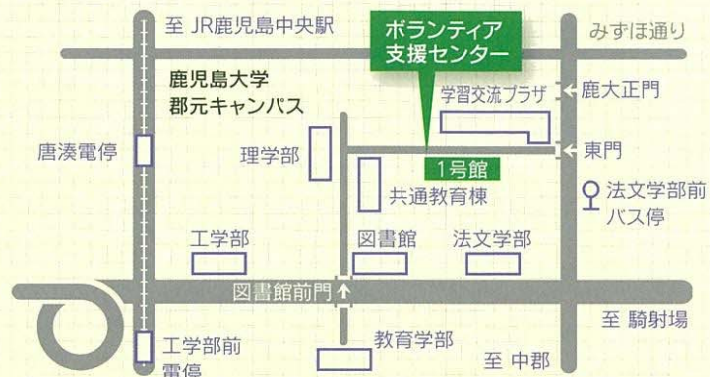 至 JR鹿児島中央駅
ボランティア
支援センター
みずほ通り
鹿児島大学
郡元キャンパス
学習交流プラザ
鹿大正門
唐湊電停
理学部
1号館
東門
共通教育棟
法文学部前
バス停
工学部
図書館
法文学部
図書館前門
至 騎射場
工学部前
電停
教育学部
至 中郡